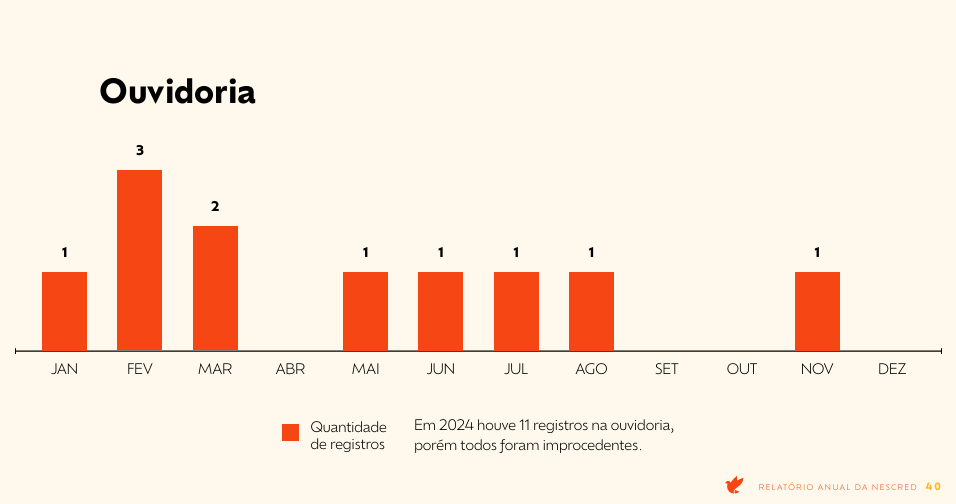 Ouvidoria
3
2
1
1
1
1
1
1
JAN
FEV
MAR
ABR
MAI
JUN
JUL
AGO
SET
OUT
NOV
DEZ
Quantidade
de registros
Em 2024 houve 11 registros na ouvidoria,
porém todos foram improcedentes.
RELATÓRIO ANUAL DA NESCRED 40